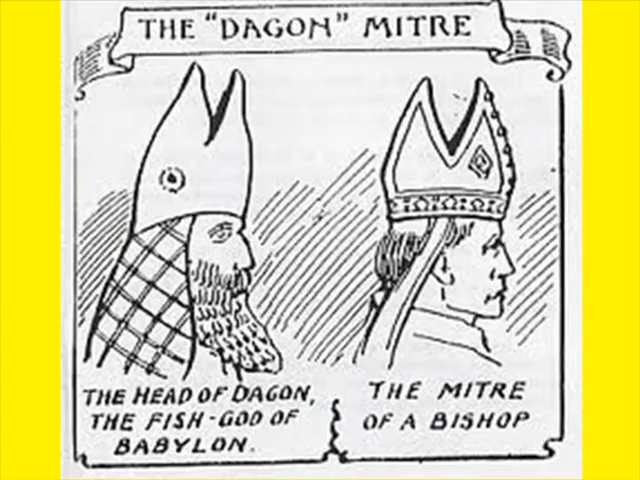 THE "DAGON" MITRE
THE HEAD OF DAGON,
THE FISH-GOD OF
BABYLON.
THE MITRE
OF A BISHOP